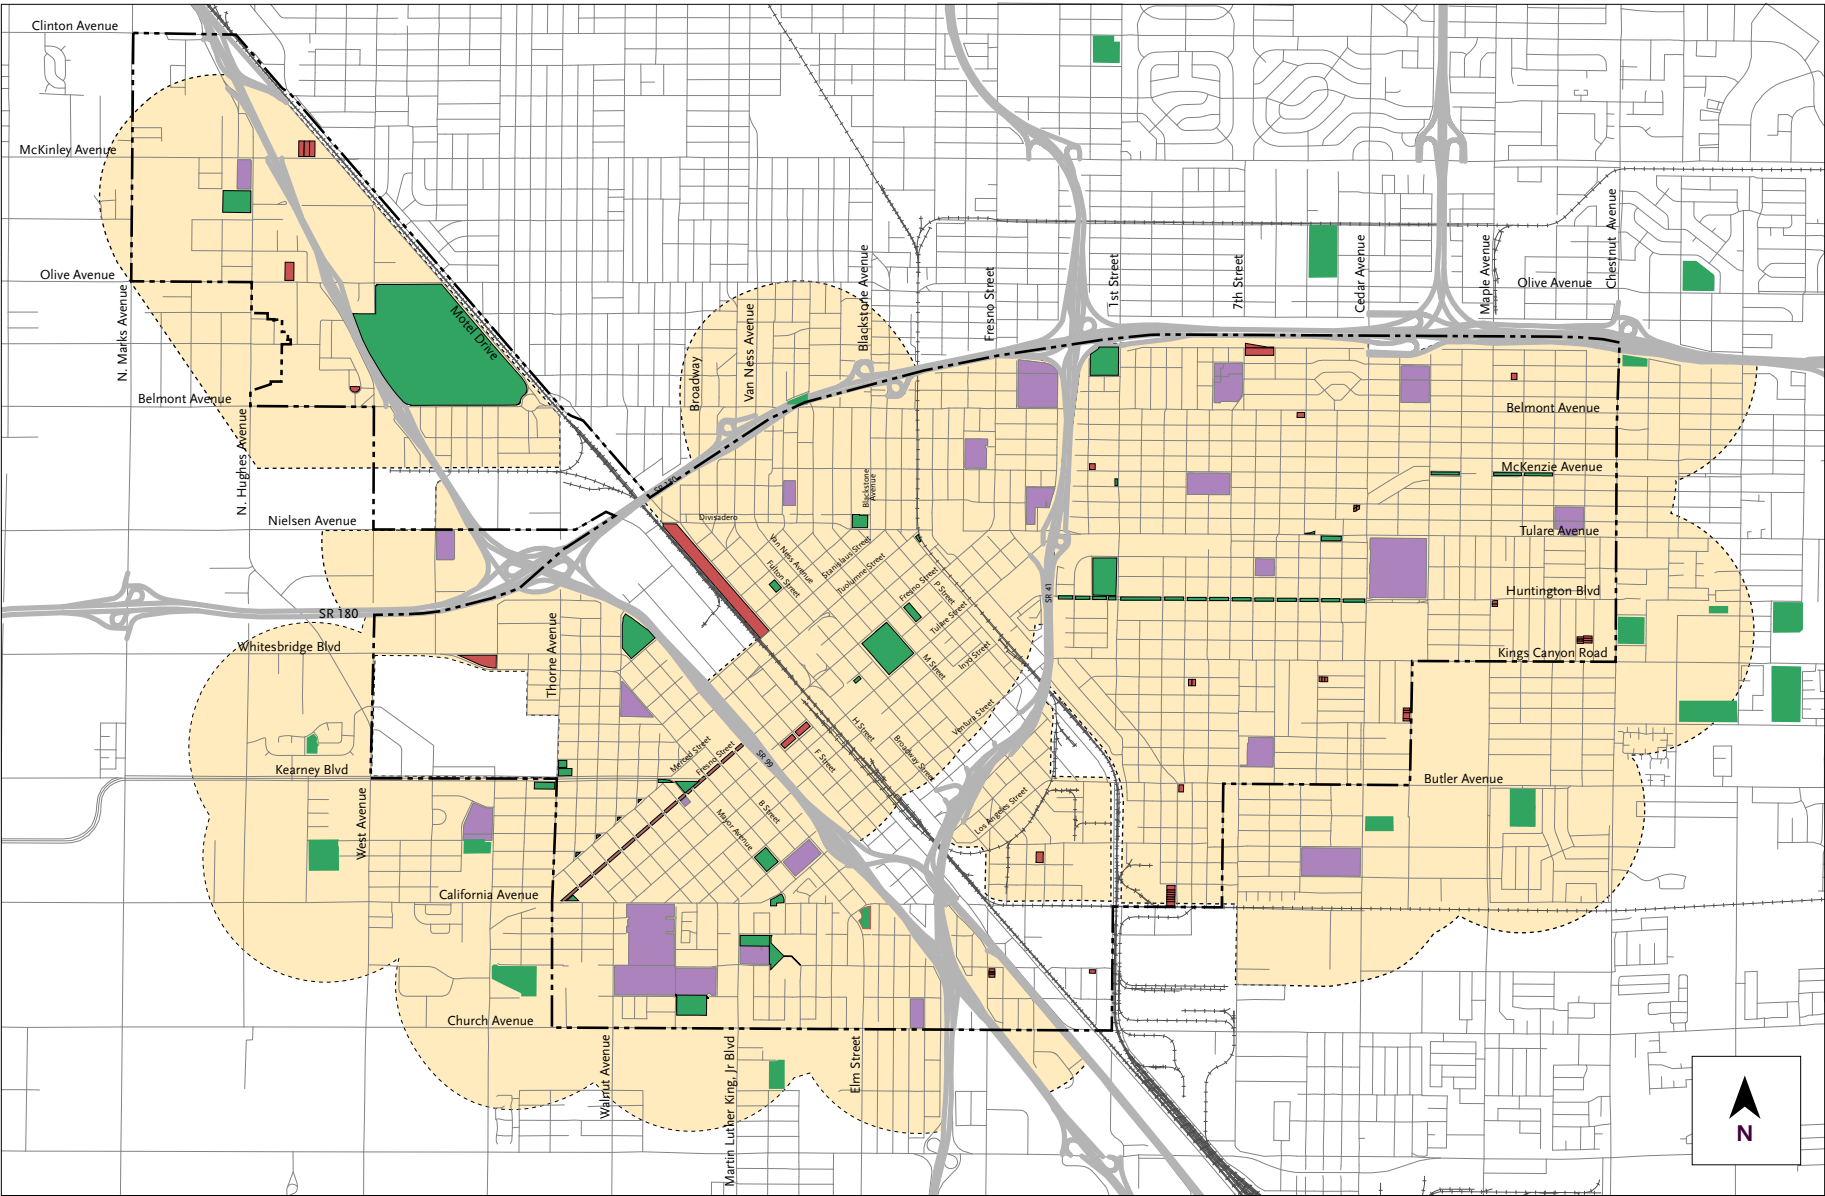 Clinton Avenue
McKinley Avenue
Olive Avenue
N. Marks Avenue
Motel Drive
Belmont Avenue
N. Hughes Avenue
Nielsen Avenue
SR 180
Whitesbridge Blvd
Thorne Avenue
Kearney Blvd
West Avenue
California Avenue
Church Avenue
Walnut Avenue
Martin Luther King, Jr Blvd
Elm Street
Broadway
Van Ness Avenue
Blackstone Avenue
Fresno Street
1st Street
7th Street
Cedar Avenue
Maple Avenue
Olive Avenue
Chestnut Avenue
SR 180
Divisadero
Blackstone
Avenue
Van Ness Avenue
Fulton Street
Stanislaus Street
Tuolumne Street
Fresno Street
P Street
Tulare Street
Inyo Street
M Street
Ventura Street
H Street
Broadway Street
F Street
SR 99
Merced Street
Fresno Street
B Street
Mayor Avenue
Los Angeles Street
SR 41
Belmont Avenue
McKenzie Avenue
Tulare Avenue
Huntington Blvd
Kings Canyon Road
Butler Avenue
N